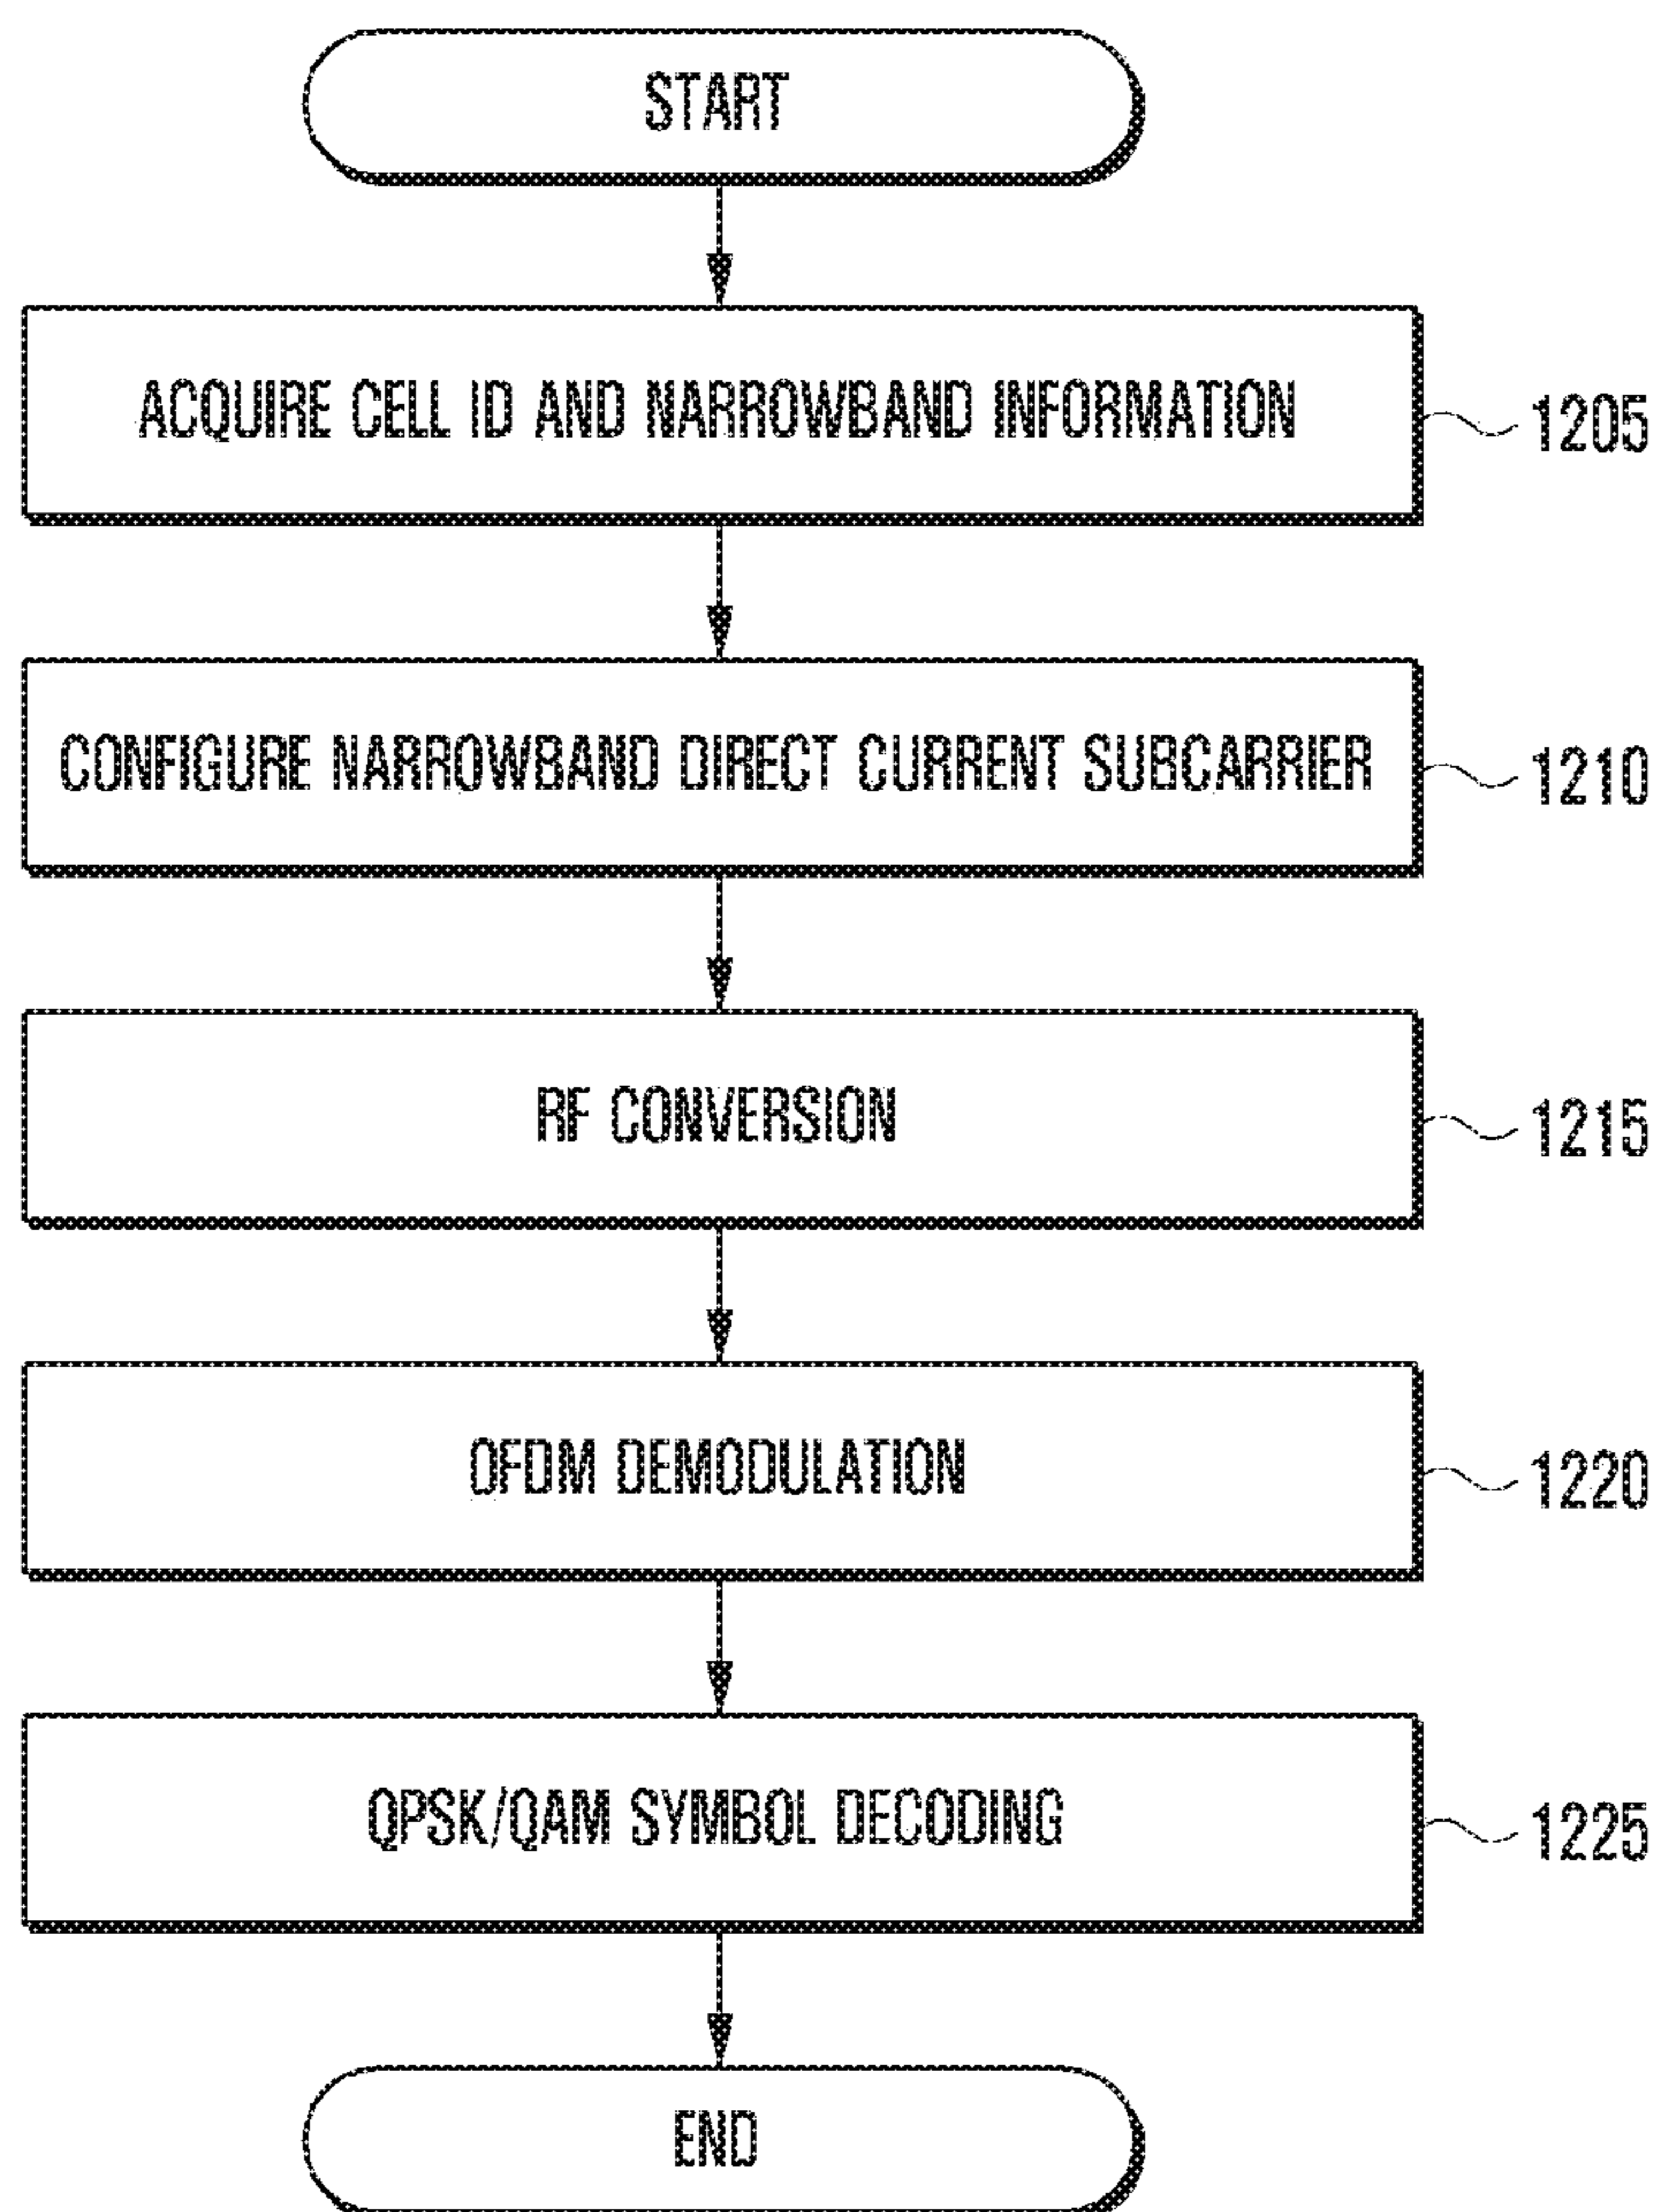 START
ACQUIRE CELL ID AND NARROWBAND INFORMATION
1205
CONFIGURE NARROWBAND DIRECT CURRENT SUBCARRIER
1210
RF CONVERSION
1215
OFDM DEMODULATION
1220
QPSK/QAM SYMBOL DECODING
1225
END